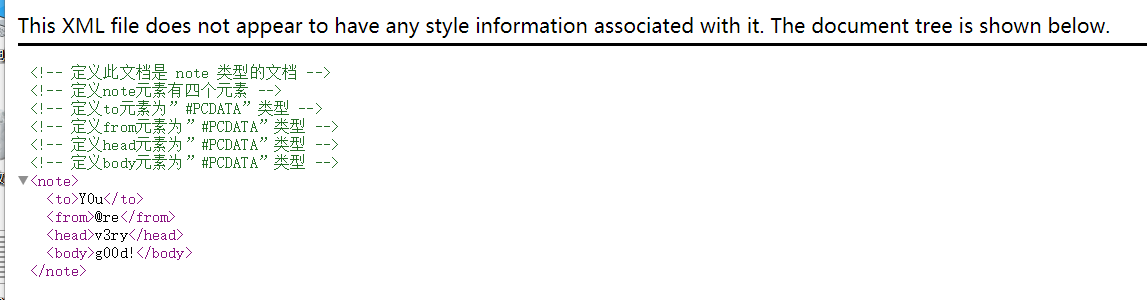 This XML file does not appear to have any style information associated with it. The document tree is shown below.
<!-- 定义此文档是 note 类型的文档 -->
<!-- 定义note元素有四个元素 -->
<!-- 定义to元素为”#PCDATA”类型 -->
<!-- 定义from元素为”#PCDATA”类型 -->
<!-- 定义head元素为”#PCDATA”类型 -->
<!-- 定义body元素为”#PCDATA”类型 -->
▼<note>
<to>Y0u</to>
<from>@re</from>
<head>v3ry</head>
<body>g00d!</body>
</note>